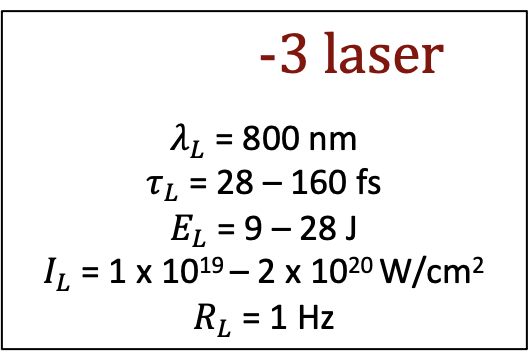 -3 laser
λL = 800 nm
τL = 28 – 160 fs
EL = 9 – 28 J
IL = 1 x 10¹⁹ – 2 x 10²⁰ W/cm²
RL = 1 Hz